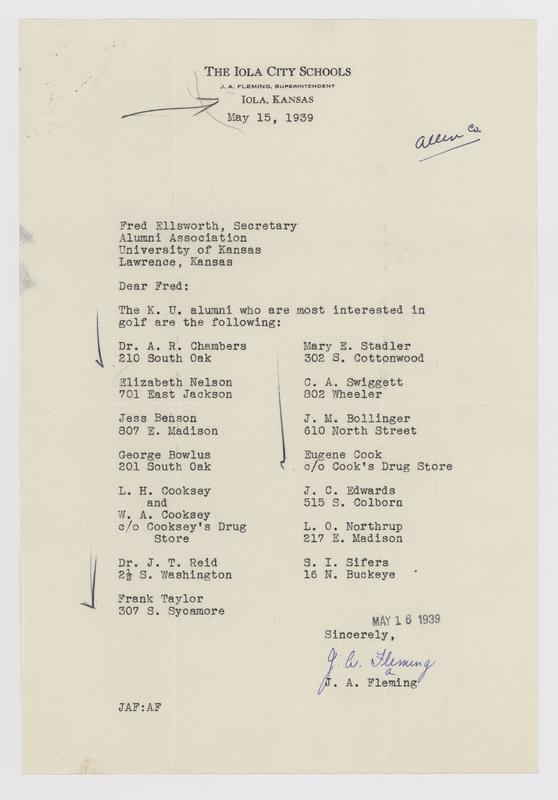 THE IOLA CITY SCHOOLS
J. A. FLEMING, SUPERINTENDENT
IOLA, KANSAS
May 15, 1939
Allen Co.
Fred Ellsworth, Secretary
Alumni Association
University of Kansas
Lawrence, Kansas
Dear Fred:
The K. U. alumni who are most interested in
golf are the following:
Dr. A. R. Chambers
210 South Oak
Elizabeth Nelson
701 East Jackson
Jess Benson
807 E. Madison
George Bowlus
201 South Oak
L. H. Cooksey
and
W. A. Cooksey
c/o Cooksey's Drug
Store
Dr. J. T. Reid
2½ S. Washington
Frank Taylor
307 S. Sycamore
Mary E. Stadler
302 S. Cottonwood
C. A. Swiggett
802 Wheeler
J. M. Bollinger
610 North Street
Eugene Cook
c/o Cook's Drug Store
J. C. Edwards
515 S. Colborn
L. O. Northrup
217 E. Madison
S. I. Sifers
16 N. Buckeye
MAY 16 1939
Sincerely,
J. A. Fleming
J. A. Fleming
JAF:AF